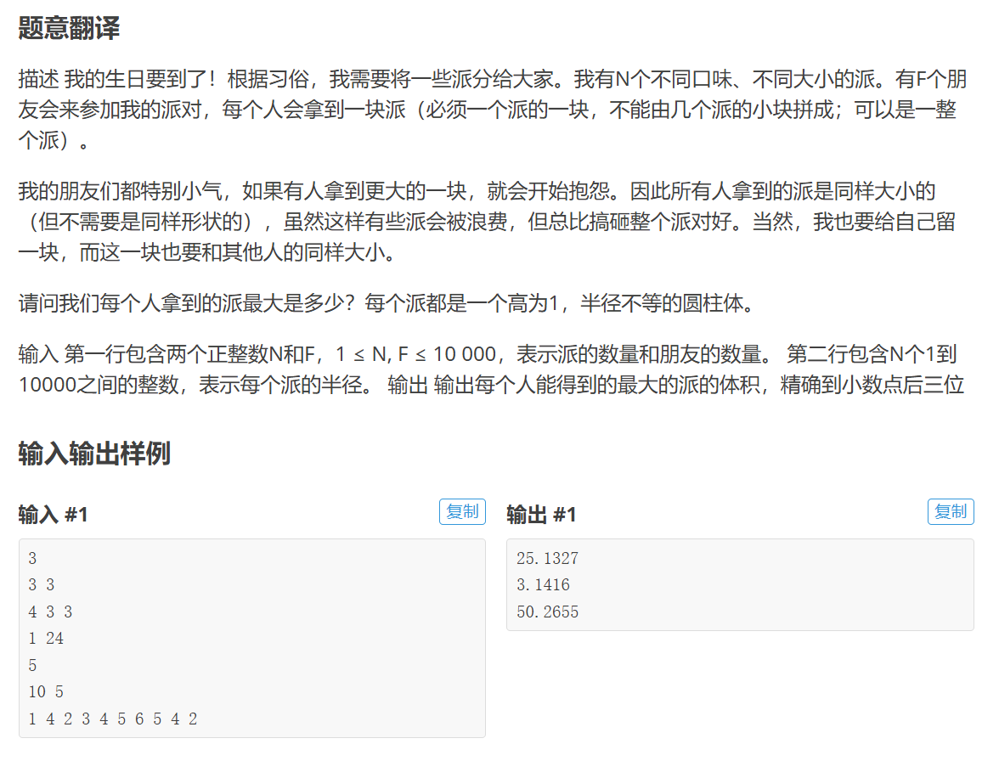 题意翻译
描述 我的生日要到了！根据习俗，我需要将一些派分给大家。我有N个不同口味、不同大小的派。有F个朋
友会来参加我的派对，每个人会拿到一块派（必须一个派的一块，不能由几个派的小块拼成；可以是一整
个派）。
我的朋友们都特别小气，如果有人拿到更大的一块，就会开始抱怨。因此所有人拿到的派是同样大小的
（但不需要是同样形状的），虽然这样有些派会被浪费，但总比搞砸整个派对好。当然，我也要给自己留
一块，而这一块也要和其他人的同样大小。
请问我们每个人拿到的派最大是多少？每个派都是一个高为1，半径不等的圆柱体。
输入 第一行包含两个正整数N和F，1 ≤ N, F ≤ 10 000，表示派的数量和朋友的数量。 第二行包含N个1到
10000之间的整数，表示每个派的半径。 输出 输出每个人能得到的最大的派的体积，精确到小数点后三位
输入输出样例
输入 #1
复制
3
3 3
4 3 3
1 24
5
10 5
1 4 2 3 4 5 6 5 4 2
输出 #1
复制
25.1327
3.1416
50.2655